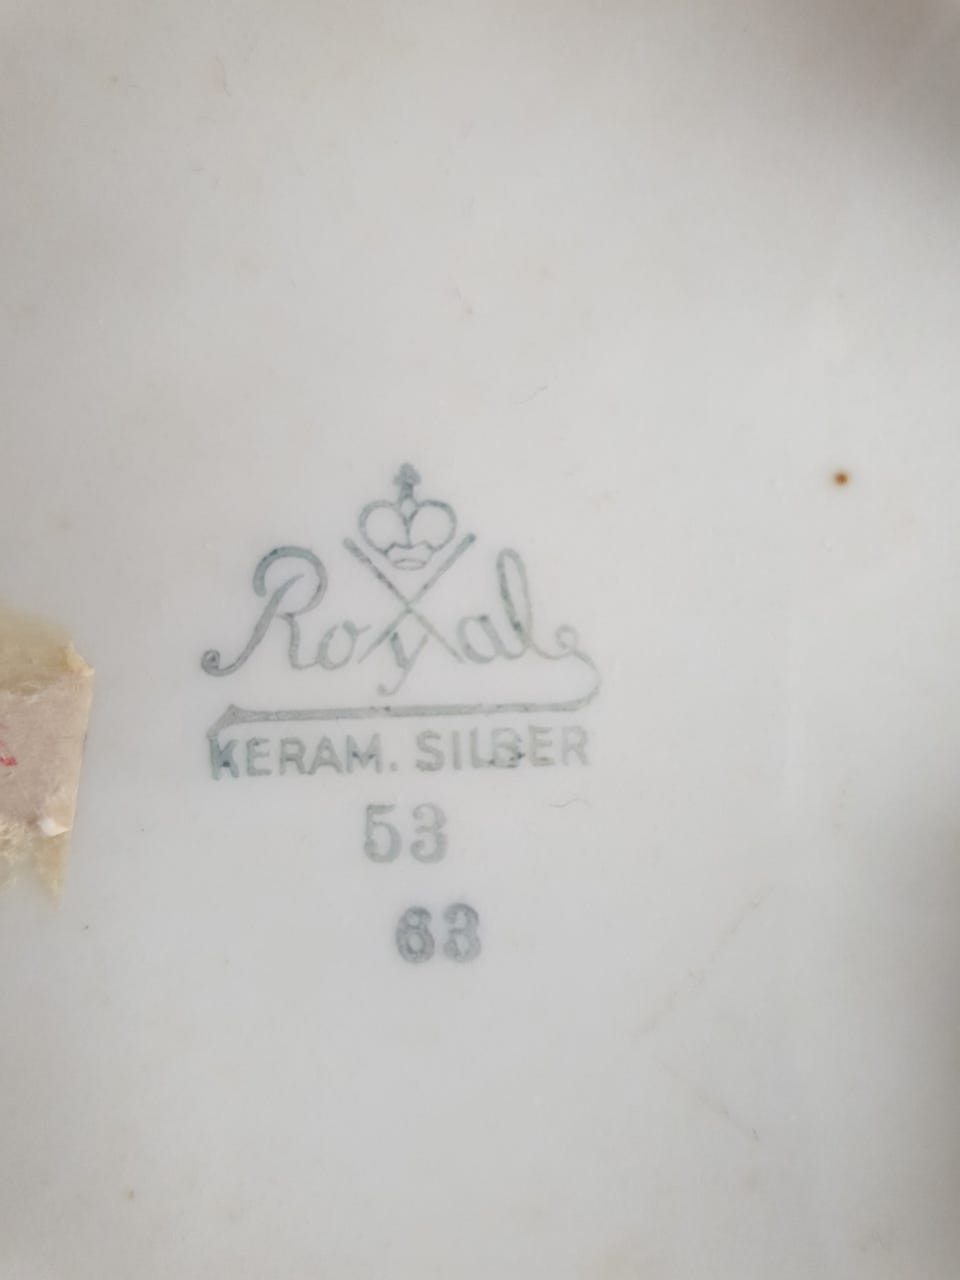 Royal
KERAM. SILBER
53
63